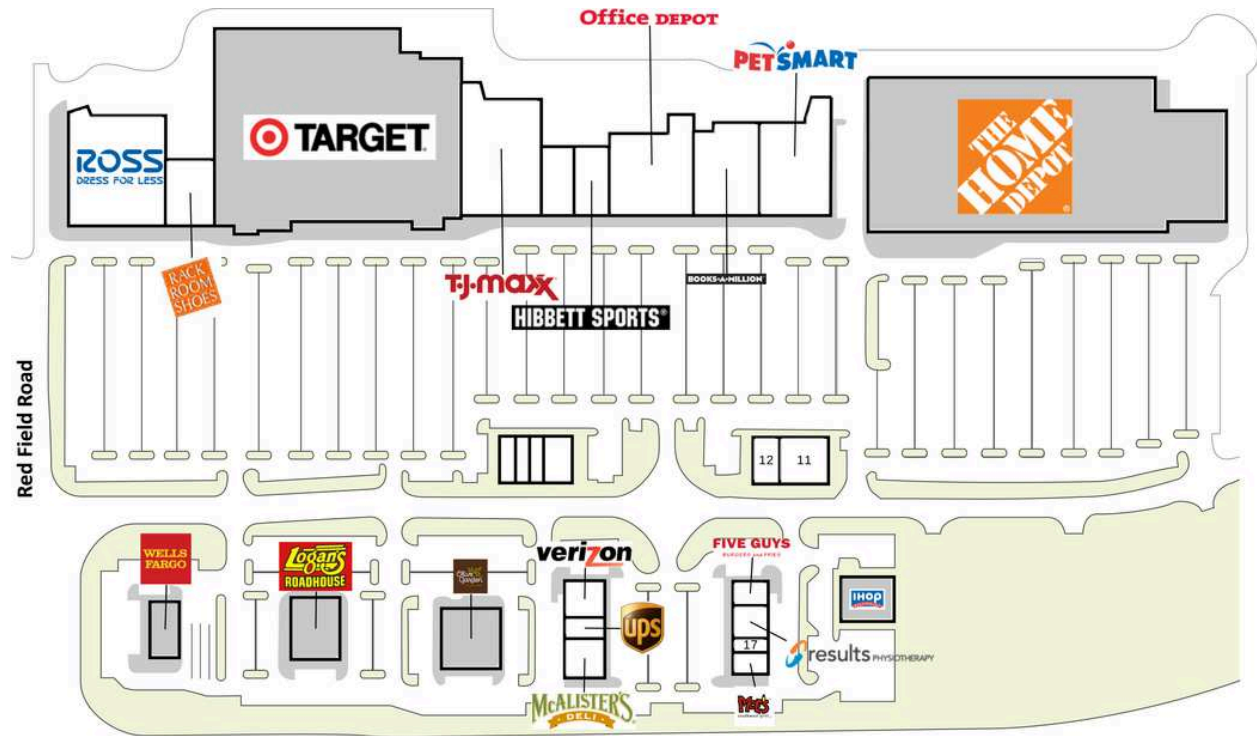 Office DEPOT
PETSMART
ROSS
DRESS FOR LESS
TARGET
THE
HOME
DEPOT
RACK
ROOM
SHOES
T·J·maxx
BOOKS-A-MILLION
HIBBETT SPORTS®
Red Field Road
12
11
WELLS
FARGO
Logan's
ROADHOUSE
Olive
Garden
verizon
FIVE GUYS
BURGERS and FRIES
IHOP
ups
17
results PHYSIOTHERAPY
McALISTER'S
DELI
Moe's